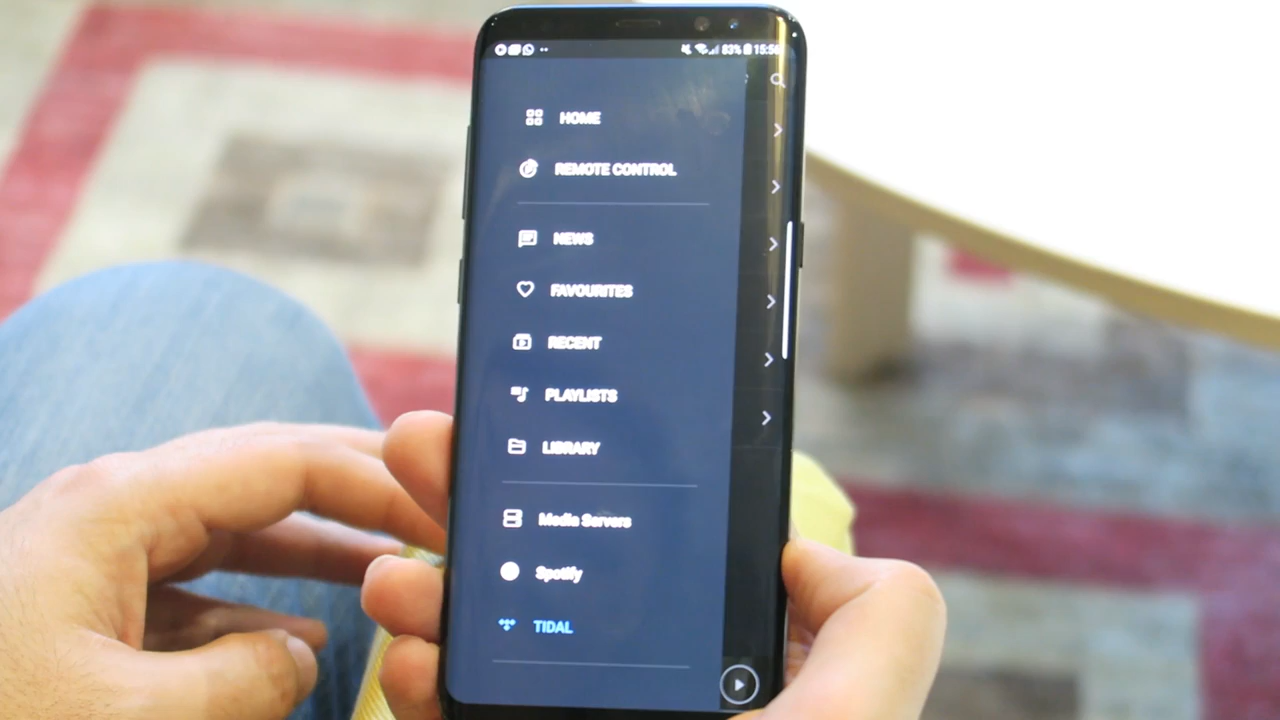 83% 15:56
HOME
REMOTE CONTROL
NEWS
FAVOURITES
RECENT
PLAYLISTS
LIBRARY
Media Servers
Spotify
TIDAL